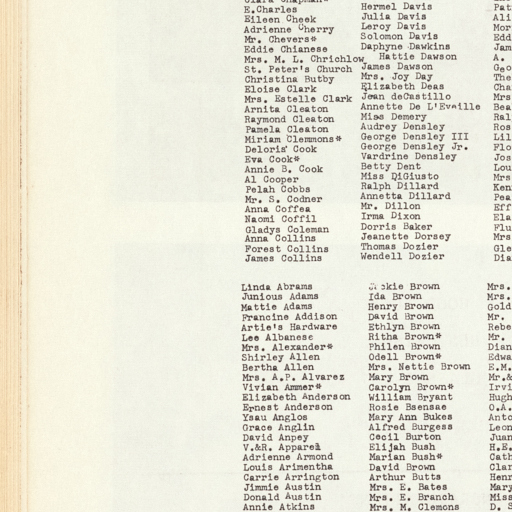 E.Charles
Eileen Cheek
Adrienne Cherry
Mr. Chevers*
Eddie Chianese
Mrs. M. L. Chrichlow
St. Peter's Church
Christina Butby
Eloise Clark
Mrs. Estelle Clark
Arnita Cleaton
Raymond Cleaton
Pamela Cleaton
Miriam Clemmons*
Deloris Cook
Eva Cook*
Annie B. Cook
Al Cooper
Pelah Cobbs
Mr. S. Codner
Anna Coffea
Naomi Coffil
Gladys Coleman
Anna Collins
Forest Collins
James Collins
Hermel Davis
Julia Davis
Leroy Davis
Solomon Davis
Daphyne Dawkins
Hattie Dawson
James Dawson
Mrs. Joy Day
Elizabeth Deas
Jean deCastillo
Annette De L'Eveille
Miss Demery
Audrey Densley
George Densley III
George Densley Jr.
Vardrine Densley
Betty Dent
Miss DiGiusto
Ralph Dillard
Annetta Dillard
Mr. Dillon
Irma Dixon
Dorris Baker
Jeanette Dorsey
Thomas Dozier
Wendell Dozier
Ali
Mor
Edd
Jam
A.
Geo
The
Cha
Mrs
Bea
Ral
Ros
Lil
Flo
Jos
Lou
Mrs
Ken
Pea
Eff
Ela
Flu
Mrs
Gle
Dia
Linda Abrams
Junious Adams
Mattie Adams
Francine Addison
Artie's Hardware
Lee Albanese
Mrs. Alexander*
Shirley Allen
Bertha Allen
Mrs. A.P. Alvarez
Vivian Ammer*
Elizabeth Anderson
Ernest Anderson
Ysau Anglos
Grace Anglin
David Anpey
V.&R. Apparel
Adrienne Armond
Louis Arimentha
Carrie Arrington
Jimmie Austin
Donald Austin
Annie Atkins
Jackie Brown
Ida Brown
Henry Brown
David Brown
Ethlyn Brown
Ritha Brown*
Philen Brown
Odell Brown*
Mrs. Nettie Brown
Mary Brown
Carolyn Brown*
William Bryant
Rosie Bsensae
Mary Ann Bukes
Alfred Burgess
Cecil Burton
Elijah Bush
Marian Bush*
David Brown
Arthur Butts
Mrs. E. Bates
Mrs. E. Branch
Mrs. M. Clemons
Mrs.
Mrs.
Gold
Mr.
Rebe
Mr.
Dian
Edwa
E.M.
Mr.&
Irvi
Hugh
O.A.
Anto
Leon
Juan
H.E.
Cath
Clar
Henr
Mary
Miss
D. S